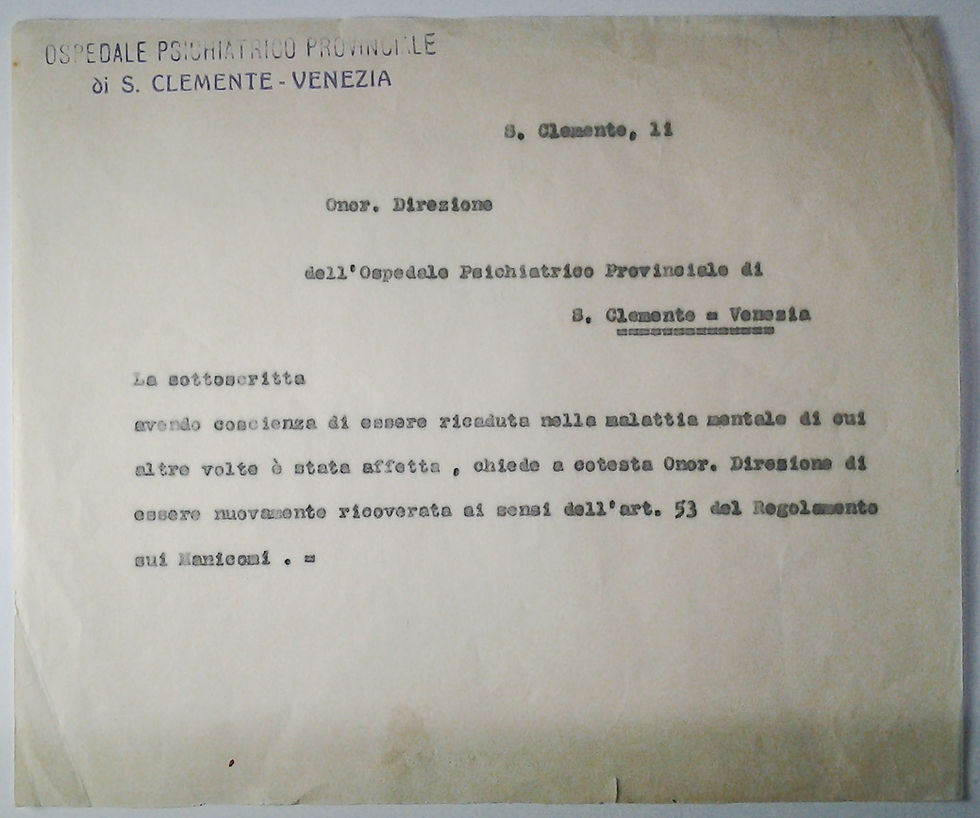 OSPEDALE PSICHIATRICO PROVINCIALE
di S. CLEMENTE - VENEZIA
S. Clemente, li
Onor. Direzione
dell'Ospedale Psichiatrico Provinciale di
S. Clemente = Venezia
==============
La sottoscritta
avendo coscienza di essere ricaduta nella malattia mentale di cui
altre volte è stata affetta , chiede a cotesta Onor. Direzione di
essere nuovamente ricoverata ai sensi dell'art. 53 del Regolamento
sui Manicomi . =